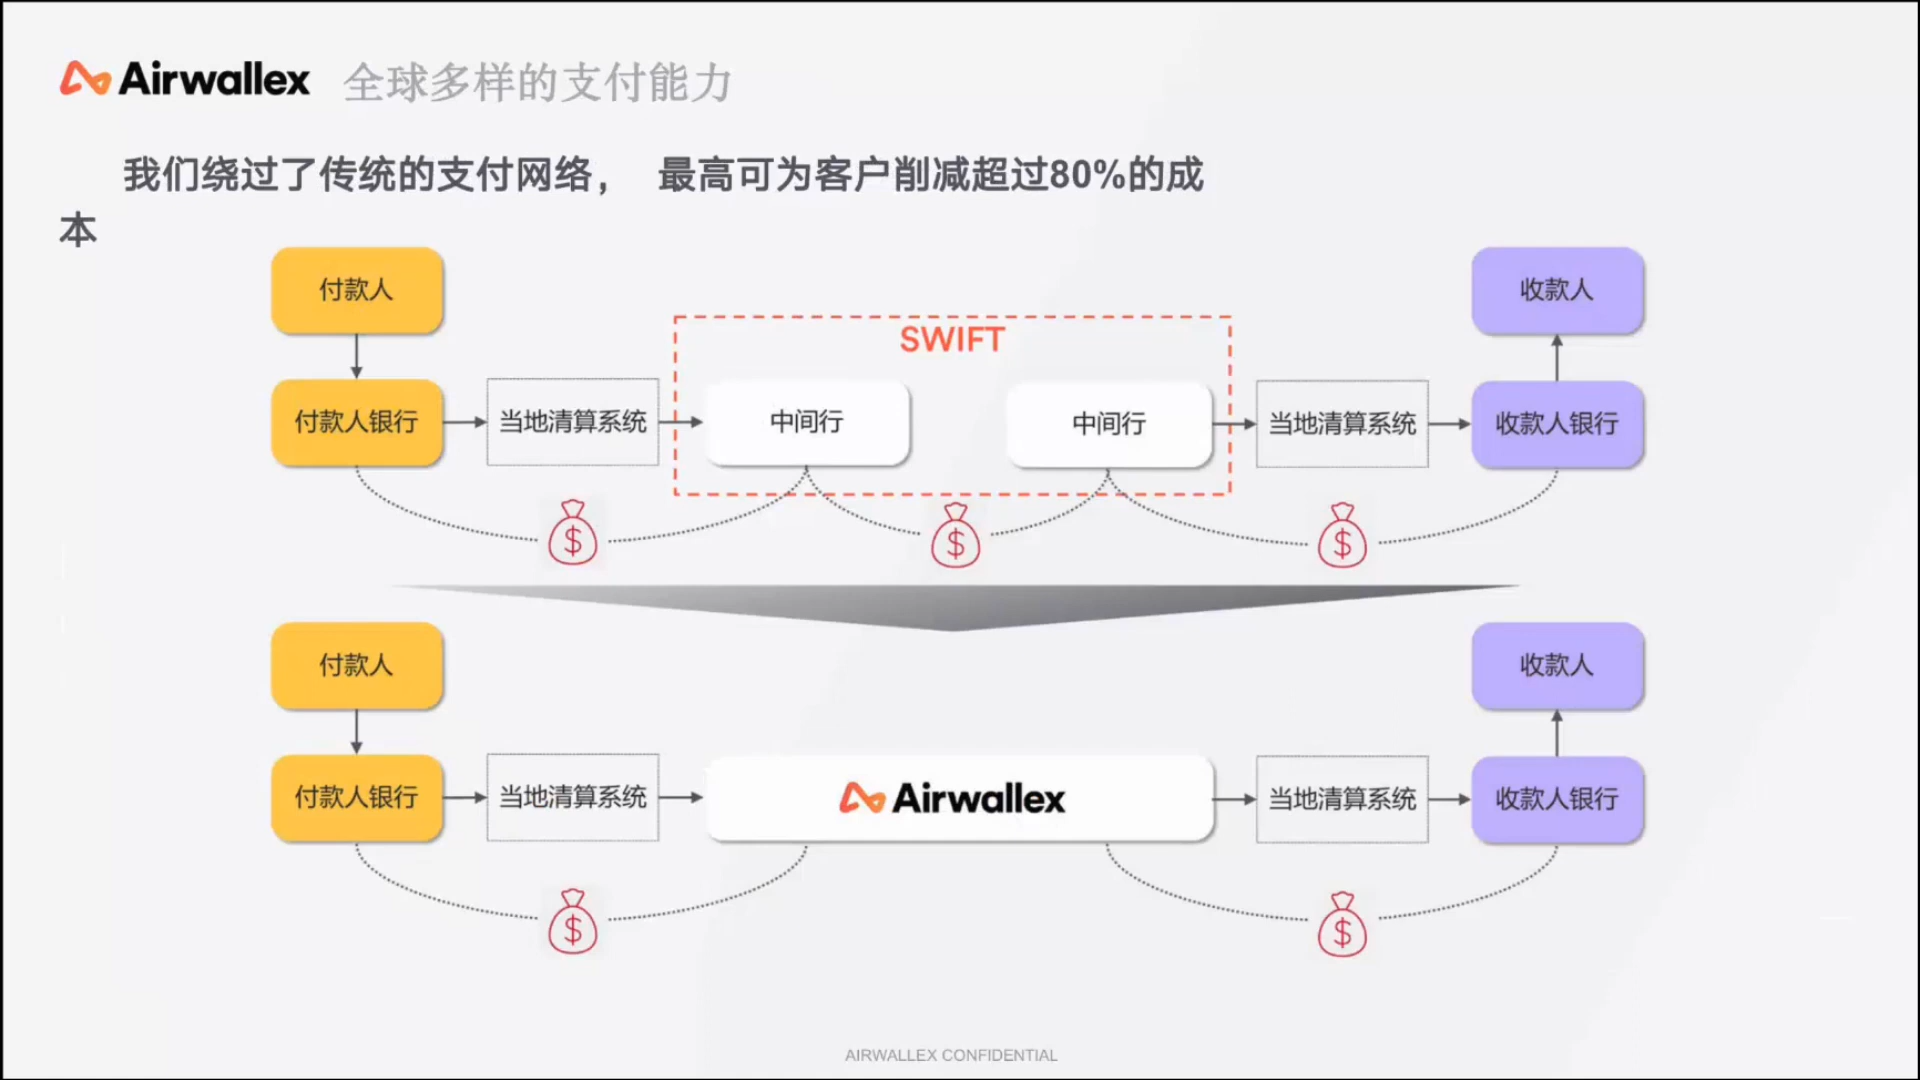 Airwallex 全球多样的支付能力
我们绕过了传统的支付网络， 最高可为客户削减超过80%的成
本
付款人
收款人
SWIFT
付款人银行
当地清算系统
中间行
中间行
当地清算系统
收款人银行
$
$
$
付款人
收款人
付款人银行
当地清算系统
Airwallex
当地清算系统
收款人银行
$
$
AIRWALLEX CONFIDENTIAL